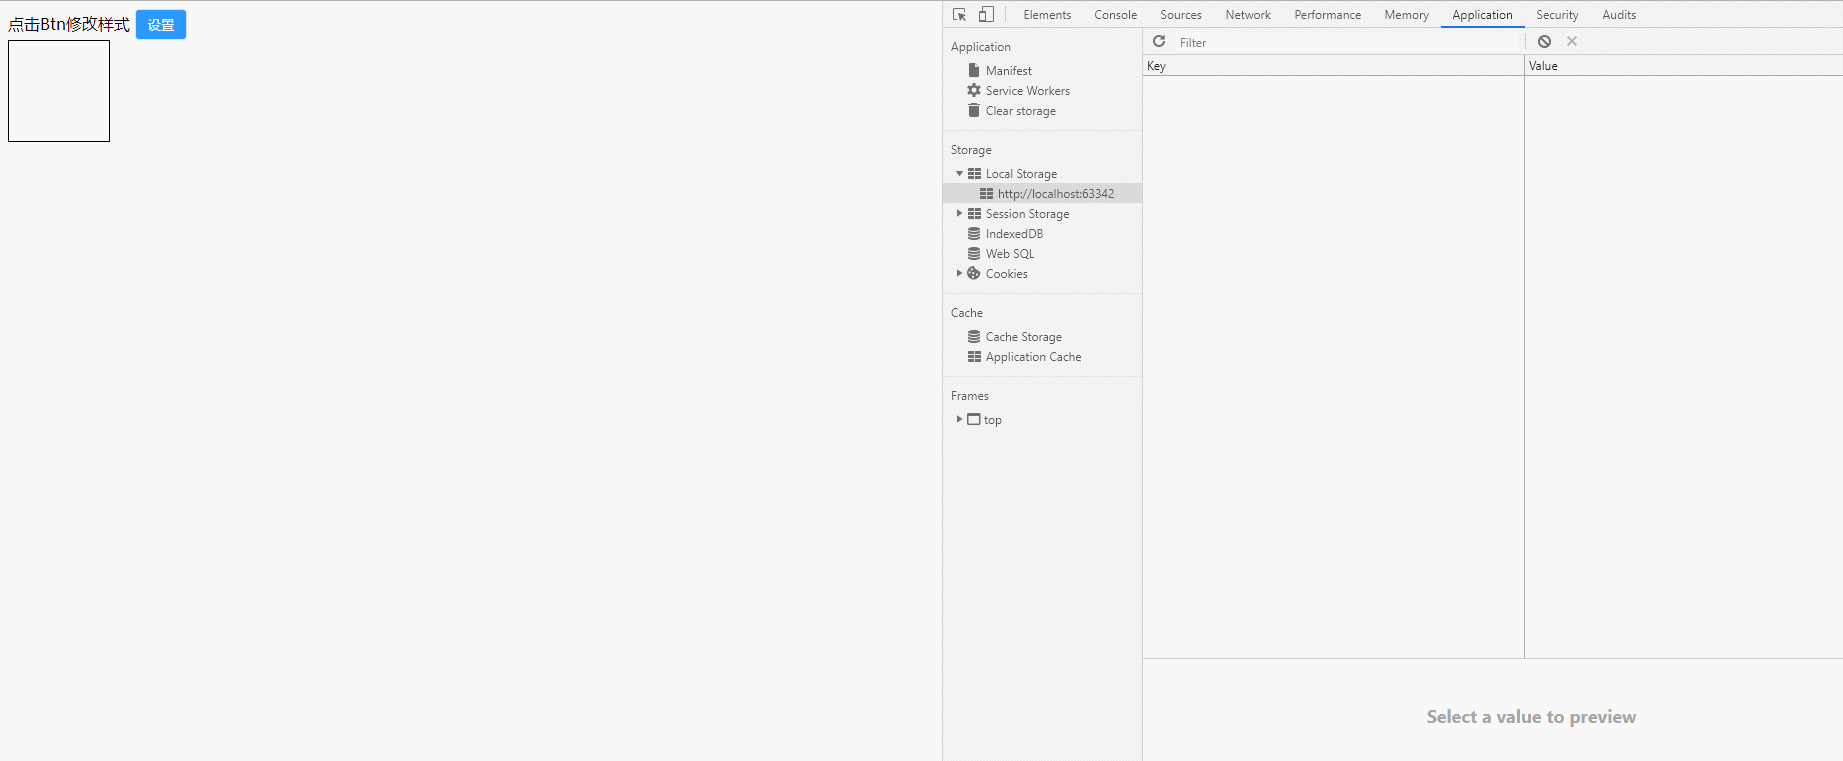 点击Btn修改样式 设置
Elements Console Sources Network Performance Memory Application Security Audits
Filter
Key Value
Application
Manifest
Service Workers
Clear storage
Storage
Local Storage
http://localhost:63342
Session Storage
IndexedDB
Web SQL
Cookies
Cache
Cache Storage
Application Cache
Frames
top
Select a value to preview